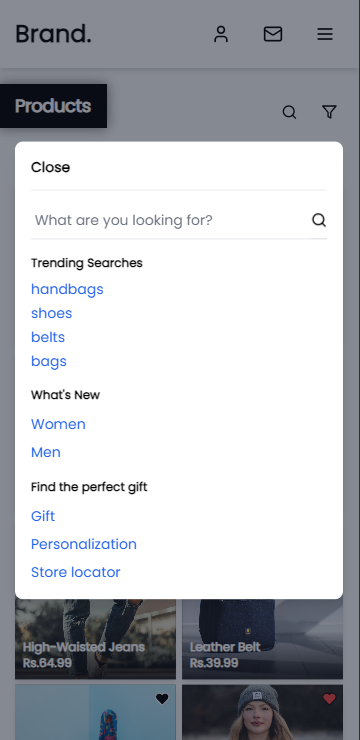 Brand.
Products
Close
What are you looking for?
Trending Searches
handbags
shoes
belts
bags
What's New
Women
Men
Find the perfect gift
Gift
Personalization
Store locator
High-Waisted Jeans
Rs.64.99
Leather Belt
Rs.39.99